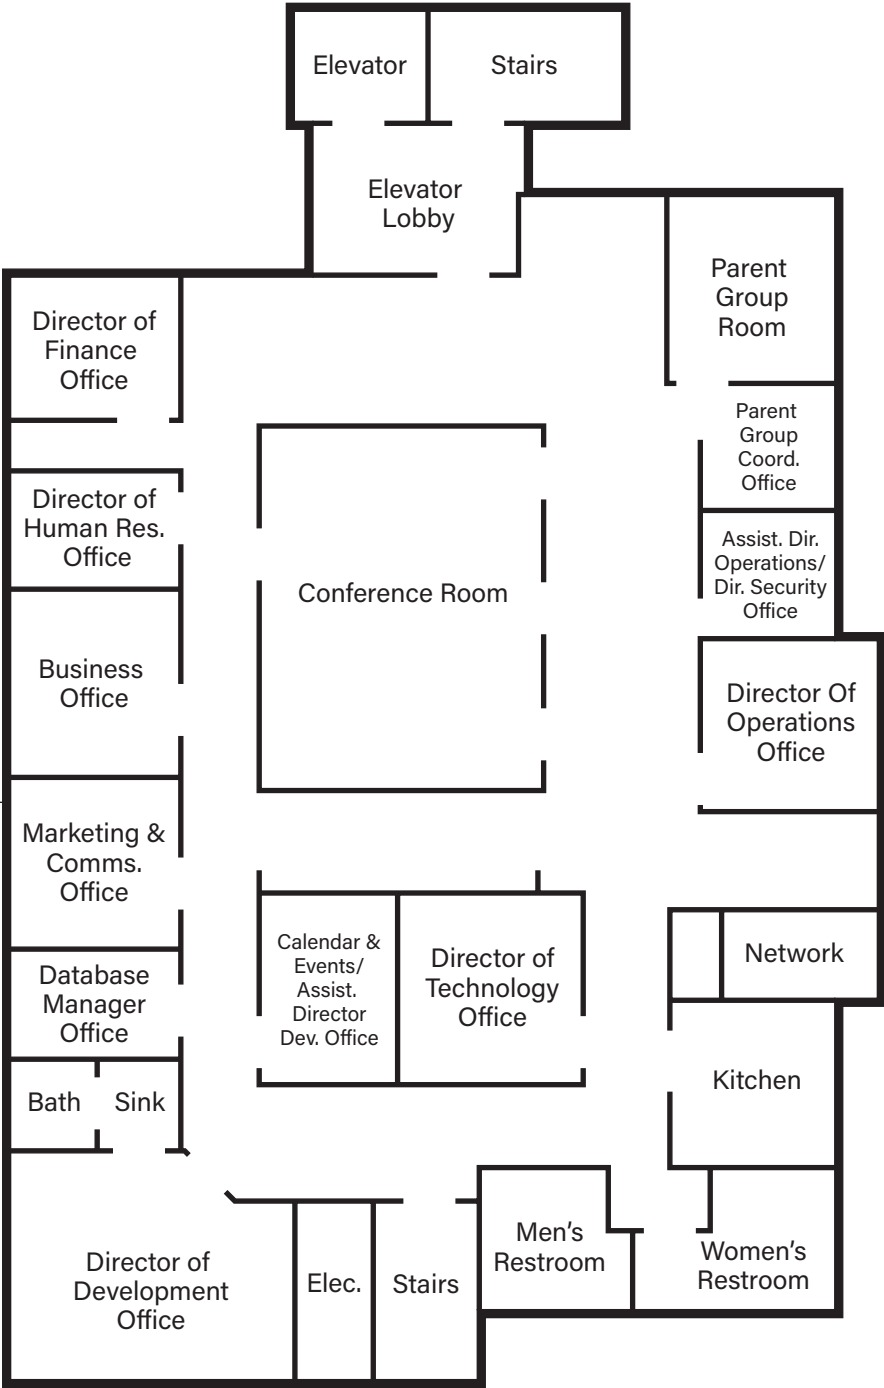 Elevator
Stairs
Elevator
Lobby
Parent
Group
Room
Director of
Finance
Office
Parent
Group
Coord.
Office
Director of
Human Res.
Office
Assist. Dir.
Operations/
Dir. Security
Office
Conference Room
Business
Office
Director Of
Operations
Office
Marketing &
Comms.
Office
Calendar &
Events/
Assist.
Director
Dev. Office
Director of
Technology
Office
Network
Database
Manager
Office
Kitchen
Bath
Sink
Director of
Development
Office
Elec.
Stairs
Men's
Restroom
Women's
Restroom